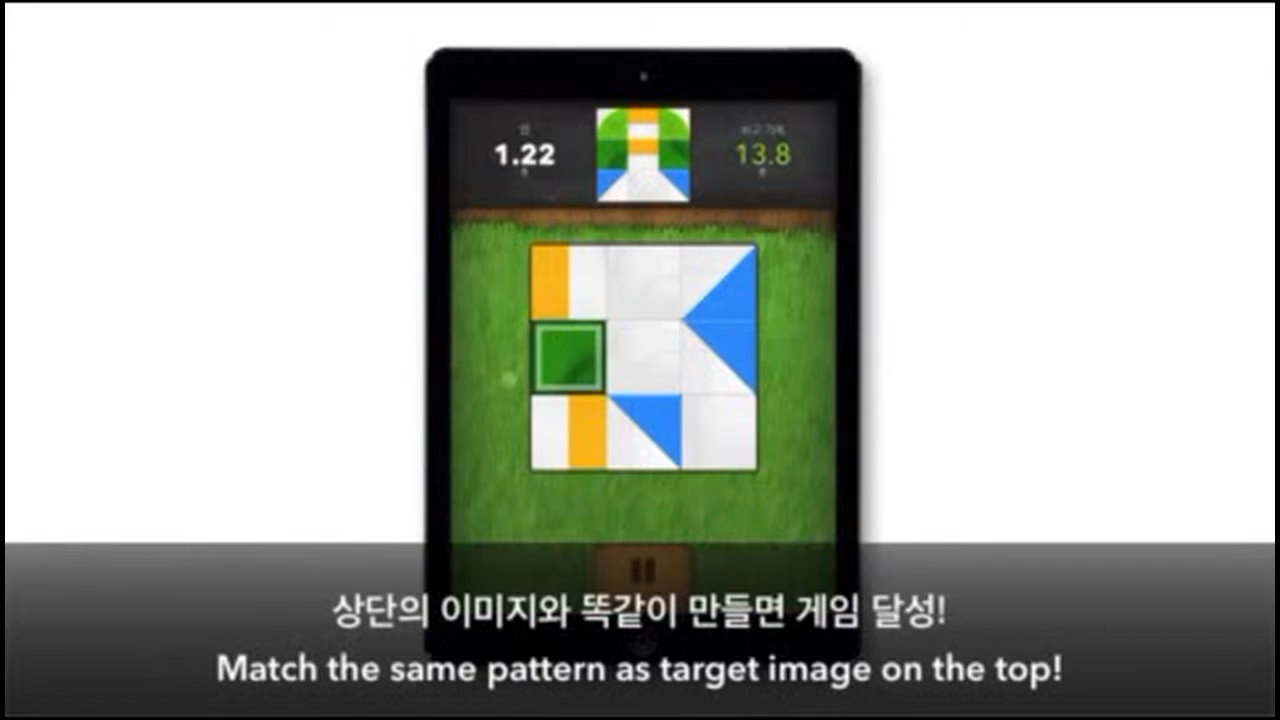 1.22
13.8
상단의 이미지와 똑같이 만들면 게임 달성!
Match the same pattern as target image on the top!